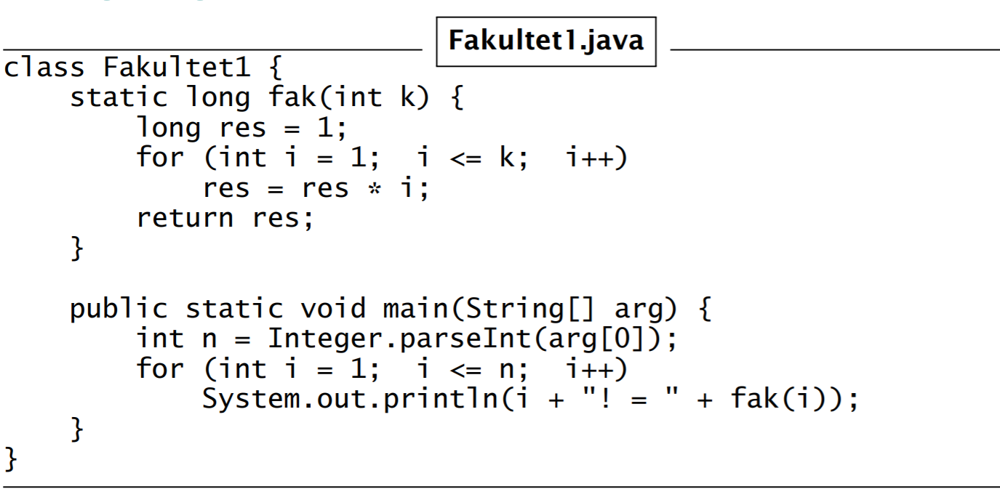 Fakultet1.java
class Fakultet1 {
    static long fak(int k) {
        long res = 1;
        for (int i = 1;  i <= k;  i++)
            res = res * i;
        return res;
    }
    public static void main(String[] arg) {
        int n = Integer.parseInt(arg[0]);
        for (int i = 1;  i <= n;  i++)
            System.out.println(i + "! = " + fak(i));
    }
}